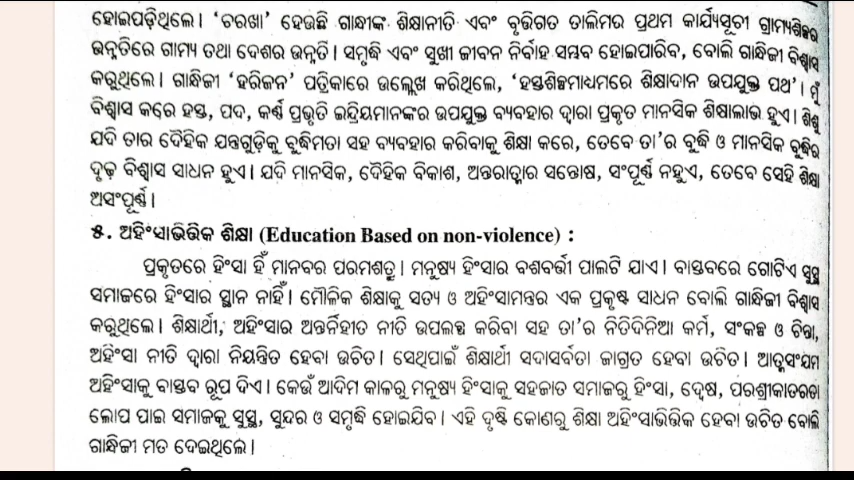 ହୋଇପଡ଼ିଥିଲେ । ‘ଚରଖା’ ହେଉଛି ଗାନ୍ଧୀଙ୍କ ଶିକ୍ଷାନୀତି ଏବଂ ବୃତ୍ତିଗତ ତାଲିମର ପ୍ରଥମ କାର୍ଯ୍ୟସୂଚୀ ଗ୍ରାମ୍ୟଶିଳ୍ପର
ଉନ୍ନତିରେ ଗାମ୍ୟ ତଥା ଦେଶର ଉନ୍ନତି । ସମୃଦ୍ଧି ଏବଂ ସୁଖୀ ଜୀବନ ନିର୍ବାହ ସମ୍ଭବ ହୋଇପାରିବ, ବୋଲି ଗାନ୍ଧିଜୀ ବିଶ୍ୱାସ
କରୁଥିଲେ । ଗାନ୍ଧିଜୀ ‘ହରିଜନ’ ପତ୍ରିକାରେ ଉଲ୍ଲେଖ କରିଥିଲେ, ‘ହସ୍ତଶିଳ୍ପମାଧ୍ୟମରେ ଶିକ୍ଷାଦାନ ଉପଯୁକ୍ତ ପଥ’ । ମୁଁ
ବିଶ୍ୱାସ କରେ ହସ୍ତ, ପଦ, କର୍ଣ୍ଣ ପ୍ରଭୃତି ଇନ୍ଦ୍ରିୟମାନଙ୍କର ଉପଯୁକ୍ତ ବ୍ୟବହାର ଦ୍ୱାରା ପ୍ରକୃତ ମାନସିକ ଶିକ୍ଷାଲାଭ ହୁଏ । ଶିଶୁ
ଯଦି ତାର ଦୈହିକ ଯନ୍ତ୍ରଗୁଡ଼ିକୁ ବୁଦ୍ଧିମତା ସହ ବ୍ୟବହାର କରିବାକୁ ଶିକ୍ଷା କରେ, ତେବେ ତା’ର ବୁଦ୍ଧି ଓ ମାନସିକ ବୁଦ୍ଧିର
ଦୃଢ଼ ବିଶ୍ୱାସ ସାଧନ ହୁଏ । ଯଦି ମାନସିକ, ଦୈହିକ ବିକାଶ, ଅନ୍ତରାତ୍ମାର ସନ୍ତୋଷ, ସଂପୂର୍ଣ୍ଣ ନହୁଏ, ତେବେ ସେହି ଶିକ୍ଷା
ଅସଂପୂର୍ଣ୍ଣ ।
୫. ଅହିଂସାଭିତ୍ତିକ ଶିକ୍ଷା (Education Based on non-violence) :
ପ୍ରକୃତରେ ହିଂସା ହିଁ ମାନବର ପରମଶତ୍ରୁ । ମନୁଷ୍ୟ ହିଂସାର ବଶବର୍ତ୍ତୀ ପାଲଟି ଯାଏ । ବାସ୍ତବରେ ଗୋଟିଏ ସୁସ୍ଥ
ସମାଜରେ ହିଂସାର ସ୍ଥାନ ନାହିଁ । ମୌଳିକ ଶିକ୍ଷାକୁ ସତ୍ୟ ଓ ଅହିଂସାମନ୍ତ୍ରର ଏକ ପ୍ରକୃଷ୍ଟ ସାଧନ ବୋଲି ଗାନ୍ଧିଜୀ ବିଶ୍ୱାସ
କରୁଥିଲେ । ଶିକ୍ଷାର୍ଥୀ, ଅହିଂସାର ଅନ୍ତର୍ନିହୀତ ନୀତି ଉପଲବ୍ଧ କରିବା ସହ ତା’ର ନିତିଦିନିଆ କର୍ମ, ସଂକଳ୍ପ ଓ ଚିନ୍ତା,
ଅହିଂସା ନୀତି ଦ୍ୱାରା ନିୟନ୍ତ୍ରିତ ହେବା ଉଚିତ । ସେଥିପାଇଁ ଶିକ୍ଷାର୍ଥୀ ସଦାସର୍ବତା ଜାଗ୍ରତ ହେବା ଉଚିତ । ଆତ୍ମସଂଯମ
ଅହିଂସାକୁ ବାସ୍ତବ ରୂପ ଦିଏ । କେଉଁ ଆଦିମ କାଳରୁ ମନୁଷ୍ୟ ହିଂସାକୁ ସହଜାତ ସମାଜରୁ ହିଂସା, ଦ୍ୱେଷ, ପରଶ୍ରୀକାତରତା
ଲୋପ ପାଇ ସମାଜକୁ ସୁସ୍ଥ, ସୁନ୍ଦର ଓ ସମୃଦ୍ଧି ହୋଇଯିବ । ଏହି ଦୃଷ୍ଟି କୋଣରୁ ଶିକ୍ଷା ଅହିଂସାଭିତ୍ତିକ ହେବା ଉଚିତ ବୋଲି
ଗାନ୍ଧିଜୀ ମତ ଦେଇଥିଲେ ।